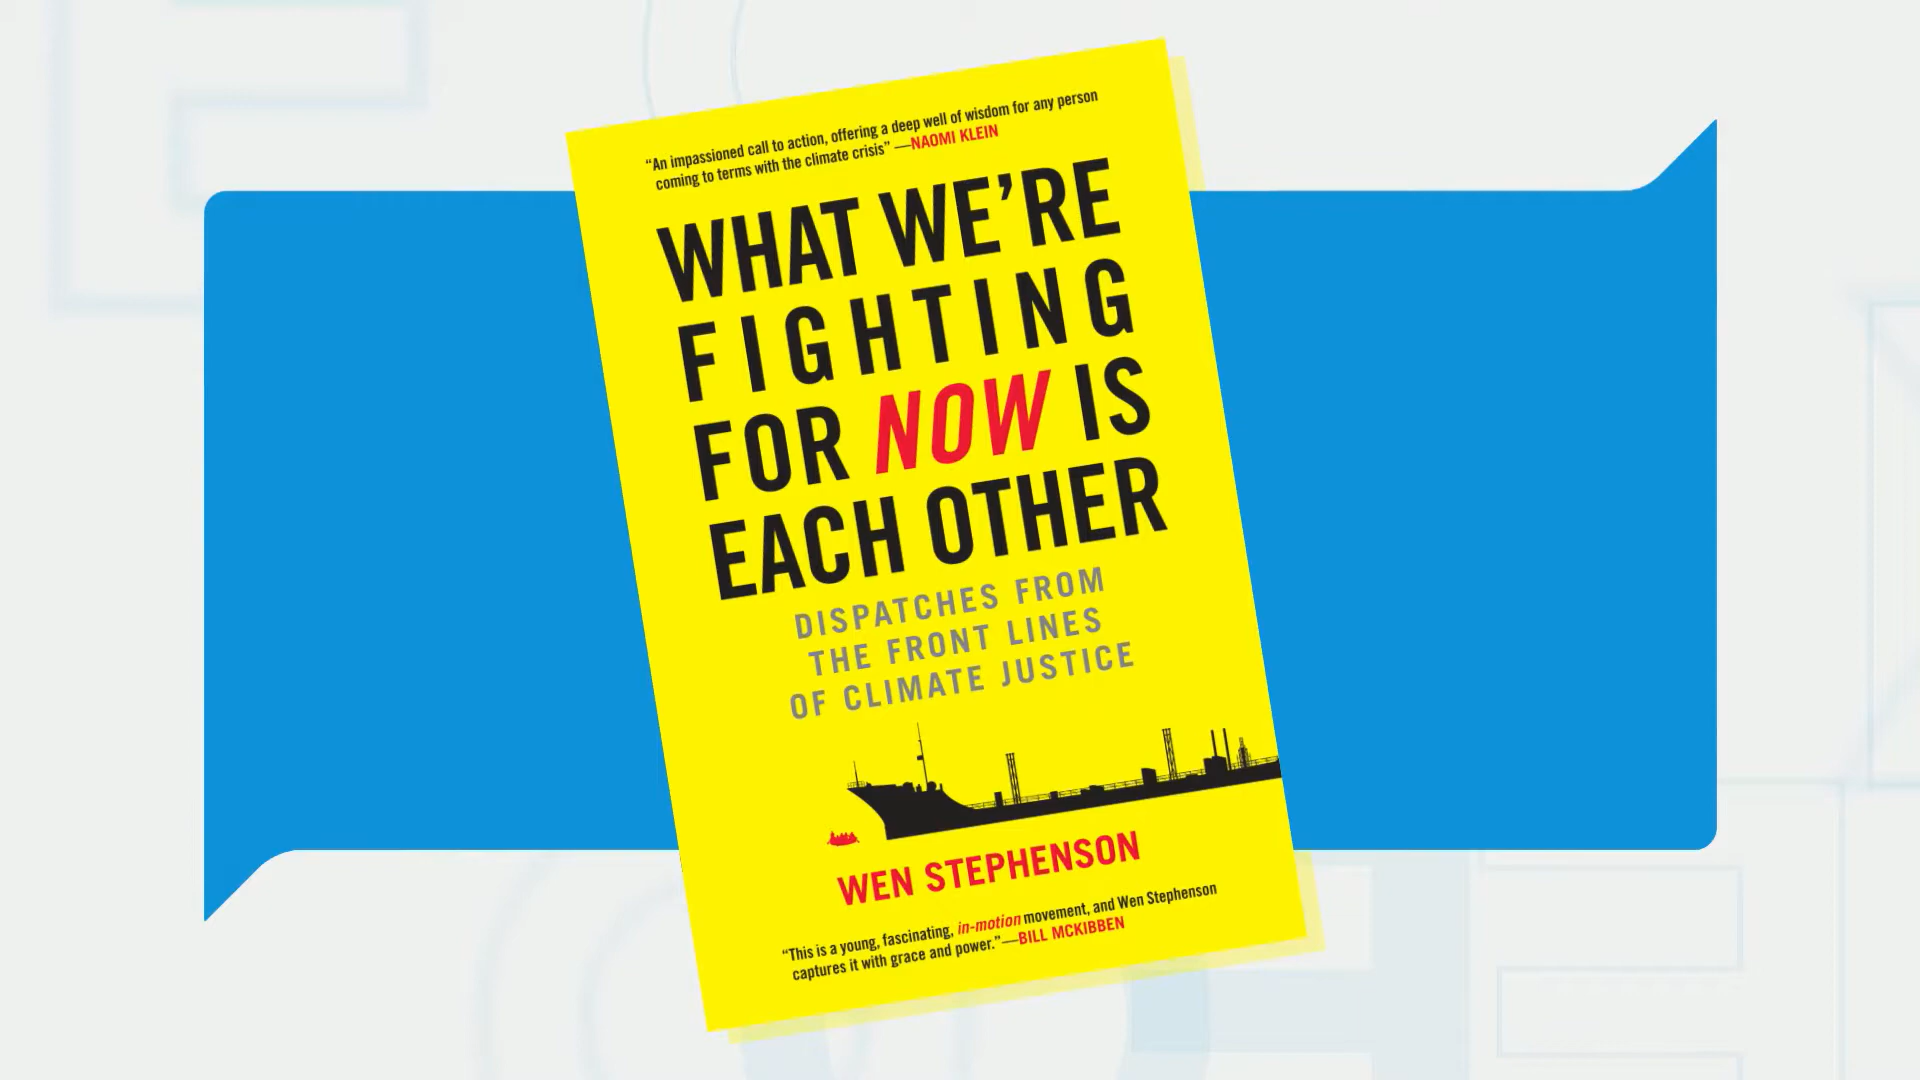 “An impassioned call to action, offering a deep well of wisdom for any person
coming to terms with the climate crisis” —NAOMI KLEIN
WHAT WE’RE
FIGHTING
FOR NOW IS
EACH OTHER
DISPATCHES FROM
THE FRONT LINES
OF CLIMATE JUSTICE
WEN STEPHENSON
“This is a young, fascinating, in-motion movement, and Wen Stephenson
captures it with grace and power.”—BILL MCKIBBEN